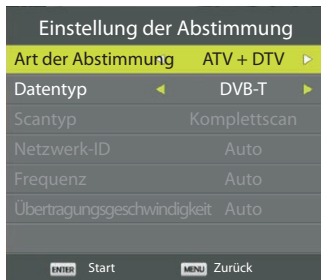 Einstellung der Abstimmung
Art der Abstimmung ATV + DTV
Datentyp DVB-T
Scantyp Komplettscan
Netzwerk-ID Auto
Frequenz Auto
Übertragungsgeschwindigkeit Auto
ENTER Start MENU Zurück